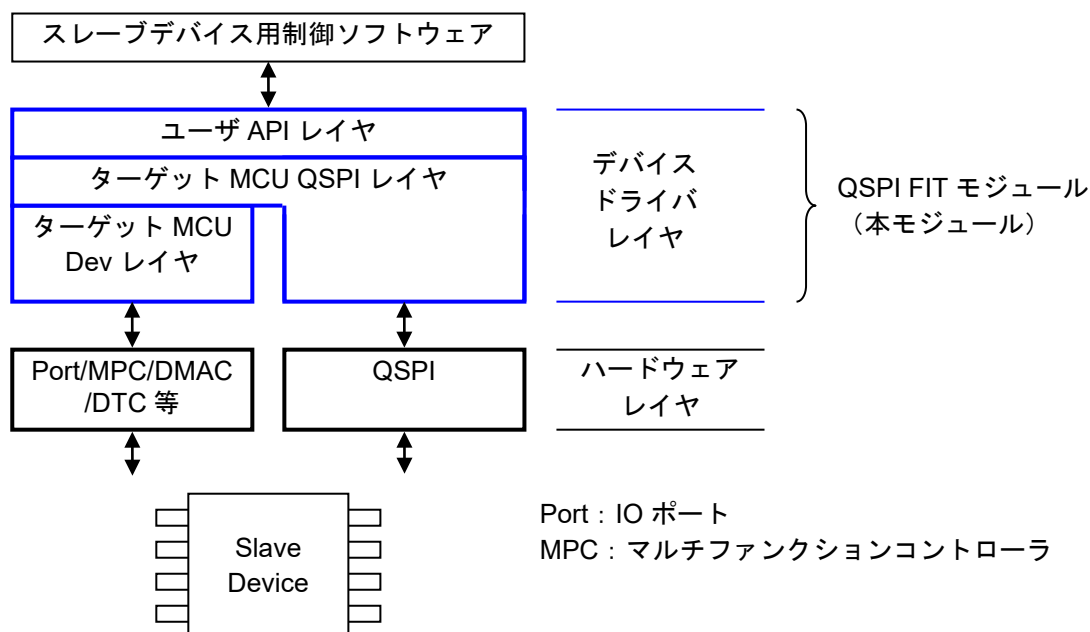 スレーブデバイス用制御ソフトウェア
ユーザ API レイヤ
ターゲット MCU QSPI レイヤ
ターゲット MCU
Dev レイヤ
デバイス
ドライバ
レイヤ
QSPI FIT モジュール
（本モジュール）
Port/MPC/DMAC
/DTC 等
QSPI
ハードウェア
レイヤ
Slave
Device
Port：IO ポート
MPC：マルチファンクションコントローラ